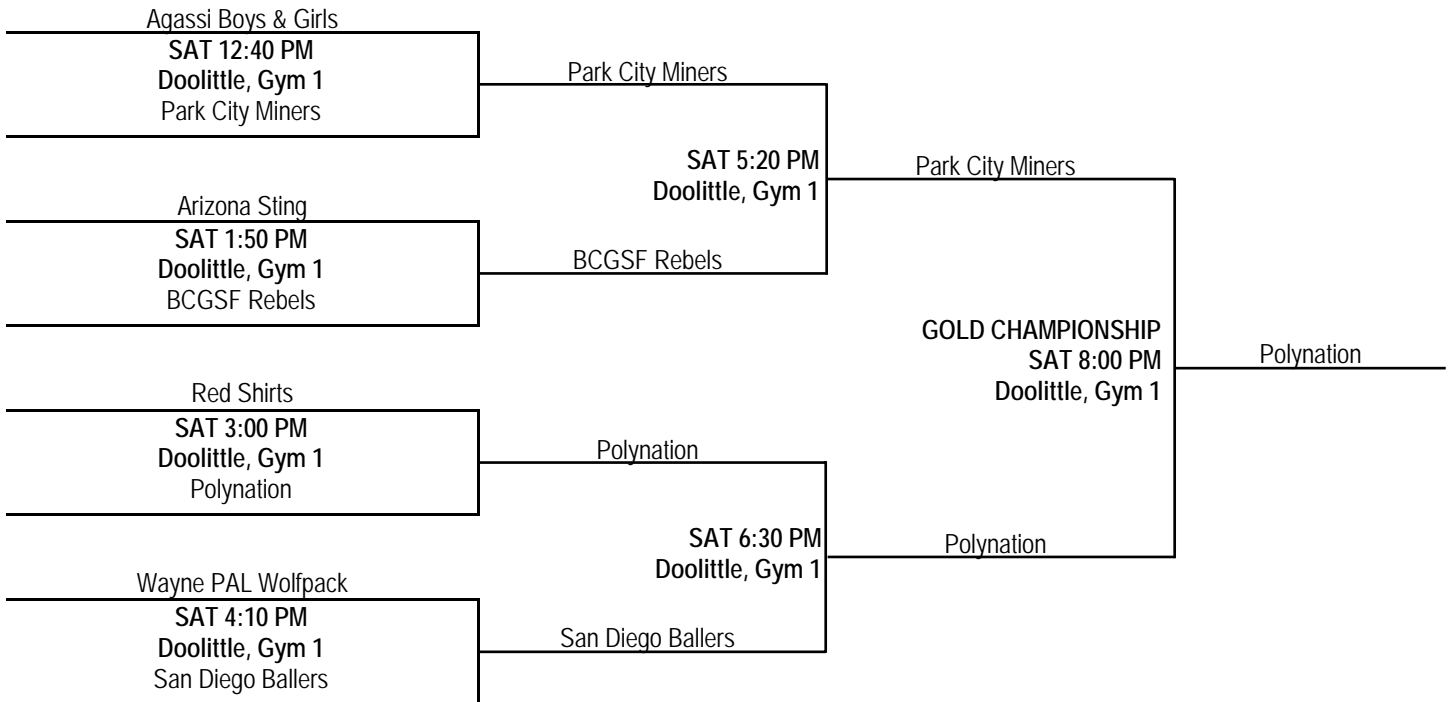 Agassi Boys & Girls
SAT 12:40 PM
Doolittle, Gym 1
Park City Miners
Park City Miners
SAT 5:20 PM
Doolittle, Gym 1
Park City Miners
Arizona Sting
SAT 1:50 PM
Doolittle, Gym 1
BCGSF Rebels
BCGSF Rebels
GOLD CHAMPIONSHIP
SAT 8:00 PM
Doolittle, Gym 1
Polynation
Red Shirts
SAT 3:00 PM
Doolittle, Gym 1
Polynation
Polynation
SAT 6:30 PM
Doolittle, Gym 1
Polynation
Wayne PAL Wolfpack
SAT 4:10 PM
Doolittle, Gym 1
San Diego Ballers
San Diego Ballers